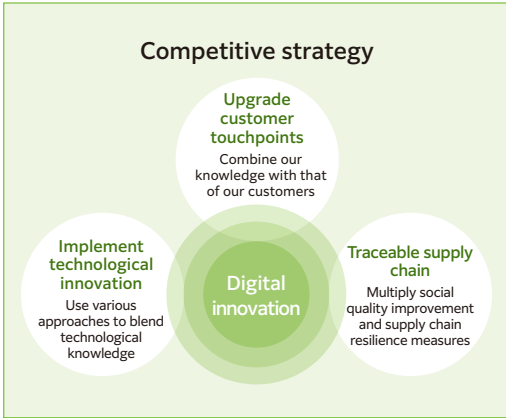 Competitive strategy
Upgrade
customer
touchpoints
Combine our
knowledge with that
of our customers
Implement
technological
innovation
Use various
approaches to blend
technological
knowledge
Digital
innovation
Traceable supply
chain
Multiply social
quality improvement
and supply chain
resilience measures